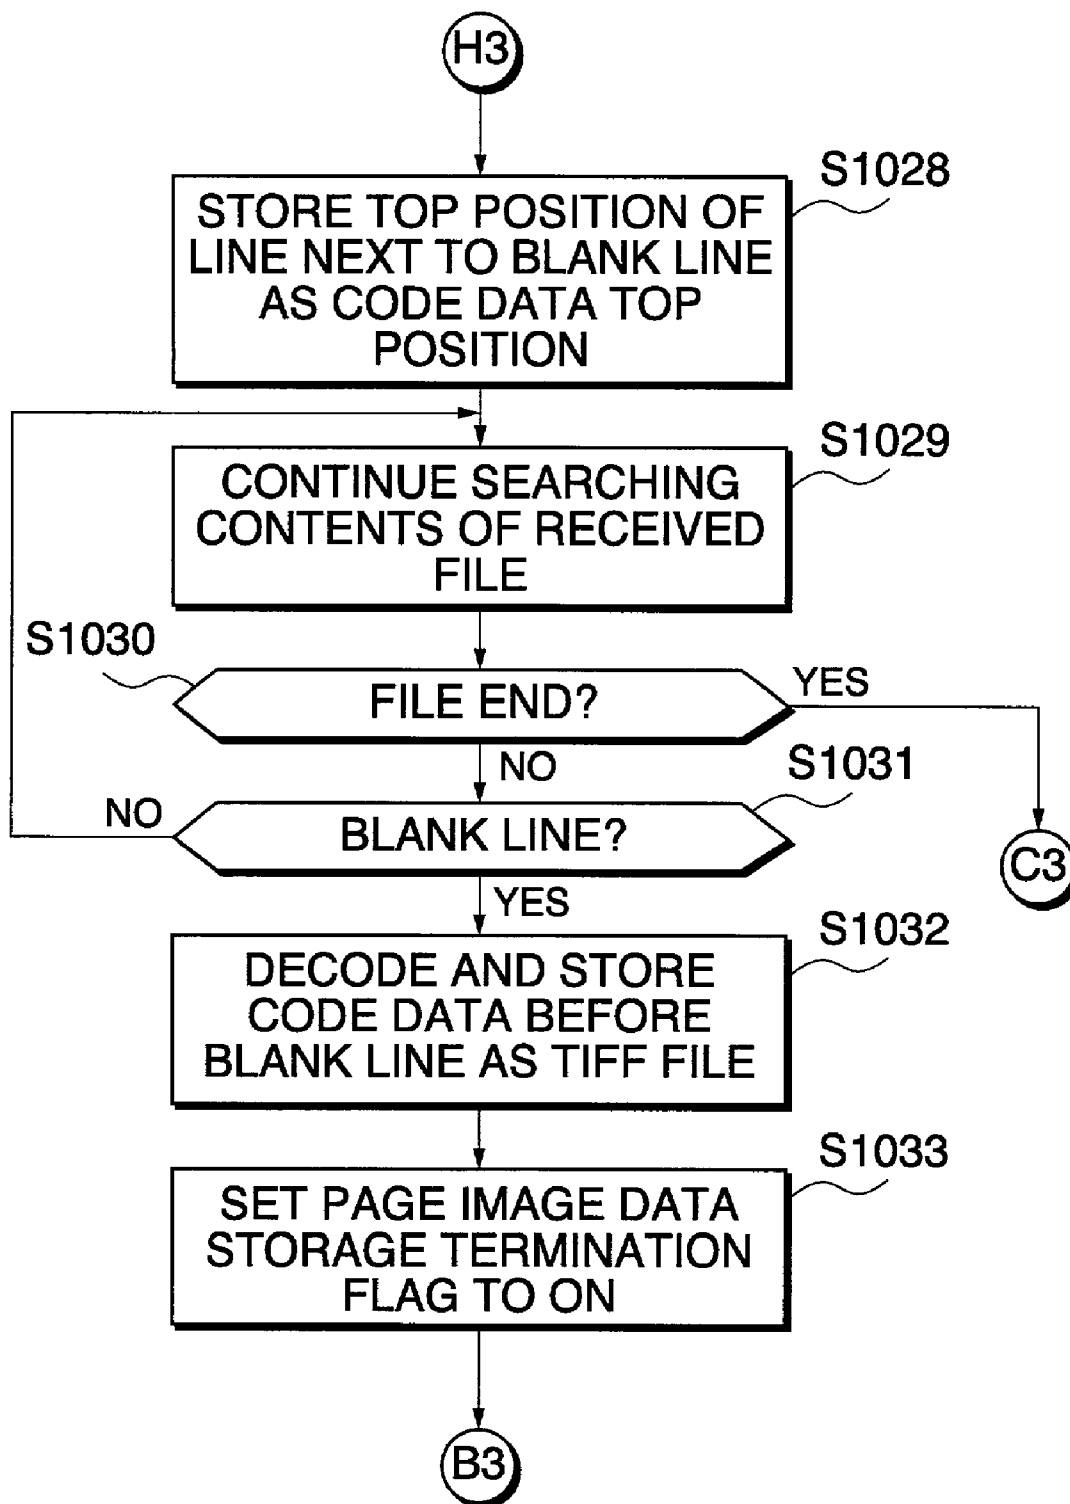 H3
S1028
STORE TOP POSITION OF
LINE NEXT TO BLANK LINE
AS CODE DATA TOP
POSITION
S1029
CONTINUE SEARCHING
CONTENTS OF RECEIVED
FILE
S1030
FILE END?
YES
NO
S1031
NO
BLANK LINE?
C3
YES
S1032
DECODE AND STORE
CODE DATA BEFORE
BLANK LINE AS TIFF FILE
S1033
SET PAGE IMAGE DATA
STORAGE TERMINATION
FLAG TO ON
B3